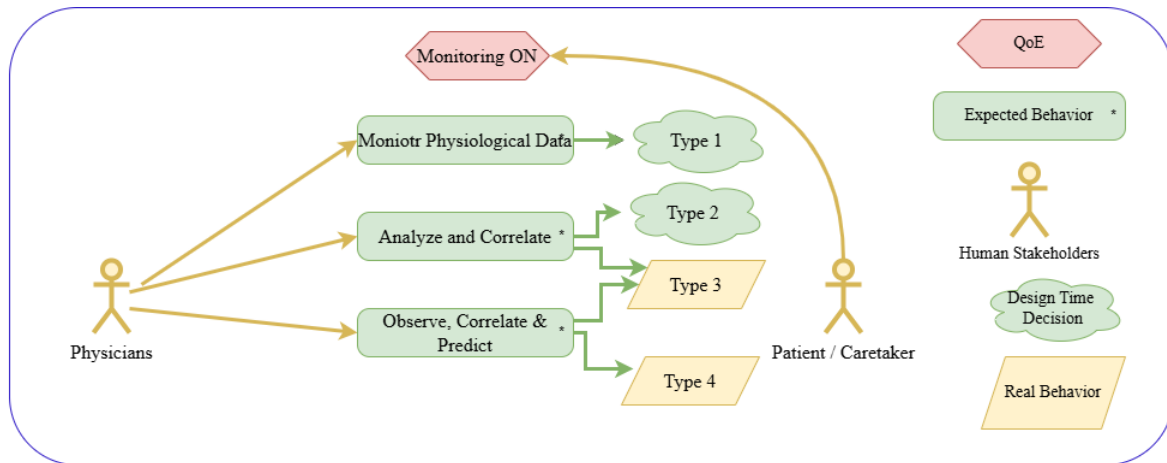 Monitoring ON
QoE
Moniotr Physiological Data*
Type 1
Expected Behavior *
Analyze and Correlate *
Type 2
Human Stakeholders
Type 3
Design Time
Decision
Observe, Correlate &
Predict *
Physicians
Patient / Caretaker
Type 4
Real Behavior